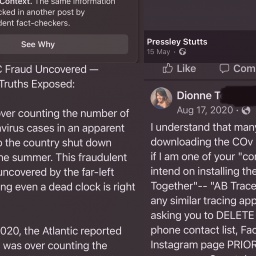 Context. The same information
cked in another post by
dent fact-checkers.
See Why
C Fraud Uncovered —
Truths Exposed:
over counting the number of
avirus cases in an apparent
o the country shut down
he summer. This fraudulent
uncovered by the far-left
ng even a dead clock is right
2020, the Atlantic reported
was over counting the
Pressley Stutts
15 May ·
Like
Com
Dionne T
Aug 17, 2020 ·
I understand that many
downloading the COv
if I am one of your "con
intend on installing the
Together"-- "AB Trace
any similar tracing app
asking you to DELETE
phone contact list, Fac
Instagram page PRIOR